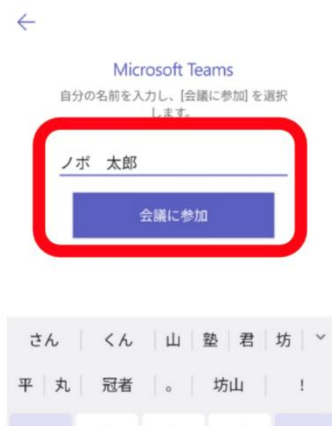 Microsoft Teams
自分の名前を入力し、[会議に参加] を選択
します。
ノボ　太郎
会議に参加
さん くん 山 塾 君 坊
平 丸 冠者 。 坊山 !